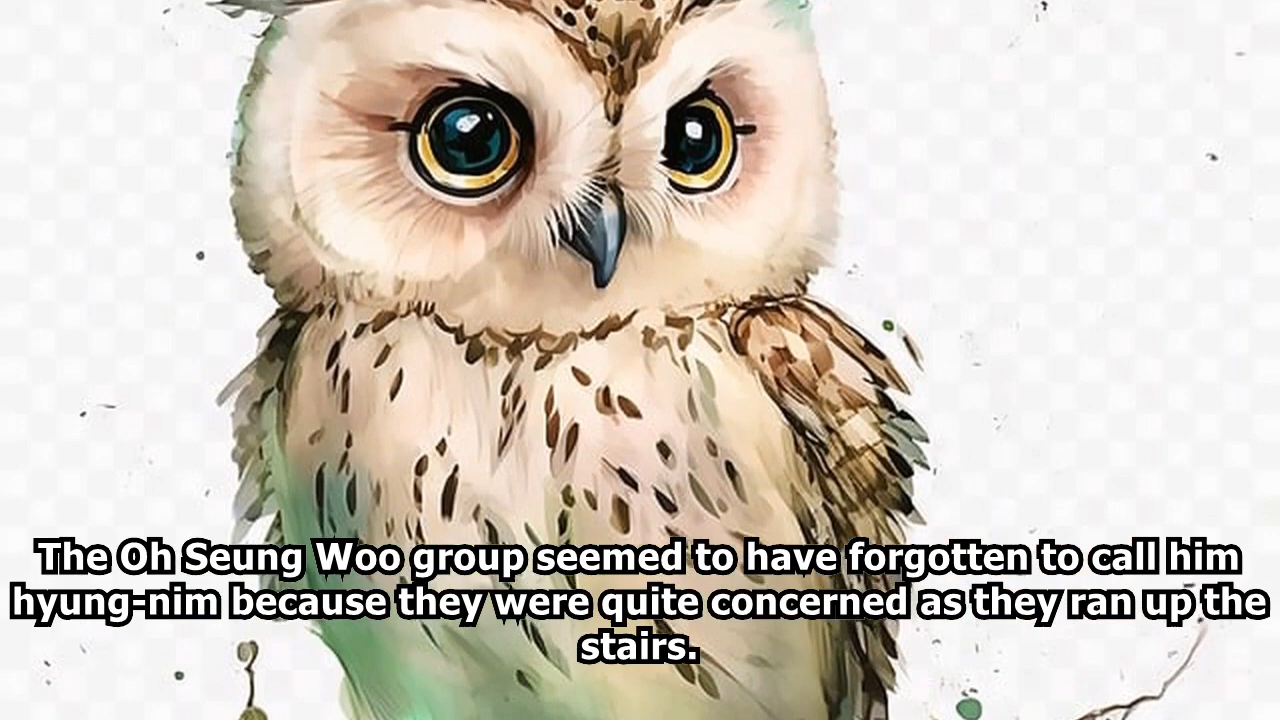 The Oh Seung Woo group seemed to have forgotten to call him
hyung-nim because they were quite concerned as they ran up the
stairs.